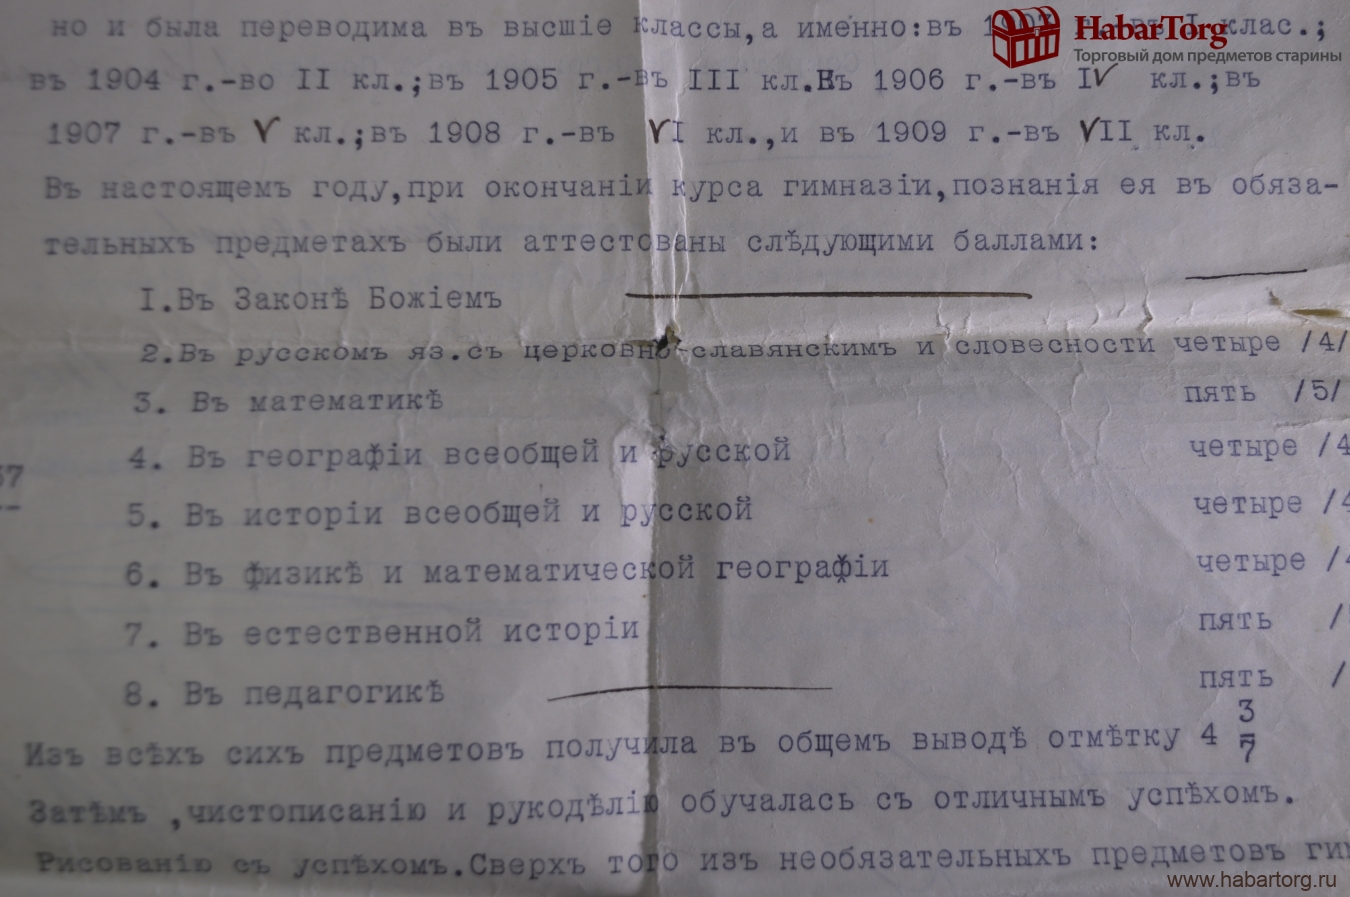 но и была переводима въ высшіе классы,а именно:въ I клас.;
HabarTorg
Торговый дом предметов старины
въ 1904 г.-во II кл.;въ 1905 г.-въ III кл.Въ 1906 г.-въ IV кл.;въ
1907 г.-въ V кл.;въ 1908 г.-въ VI кл.,и въ 1909 г.-въ VII кл.
Въ настоящемъ году,при окончаніи курса гимназіи,познанія ея въ обяза-
тельныхъ предметахъ были аттестованы слѣдующими баллами:
I.Въ Законѣ Божіемъ
2.Въ русскомъ яз.съ церковно-славянскимъ и словесности четыре /4/
3. Въ математикѣ пять /5/
4. Въ географіи всеобщей и русской четыре /4
57
5. Въ исторіи всеобщей и русской четыре /4
6. Въ физикѣ и математической географіи четыре /4
7. Въ естественной исторіи пять /
8. Въ педагогикѣ пять /
Изъ всѣхъ сихъ предметовъ получила въ общемъ выводѣ отмѣтку 4 3/7
Затѣмъ ,чистописанію и рукодѣлію обучалась съ отличнымъ успѣхомъ.
Рисованію съ успѣхомъ.Сверхъ того изъ необязательныхъ предметовъ ги
www.habartorg.ru